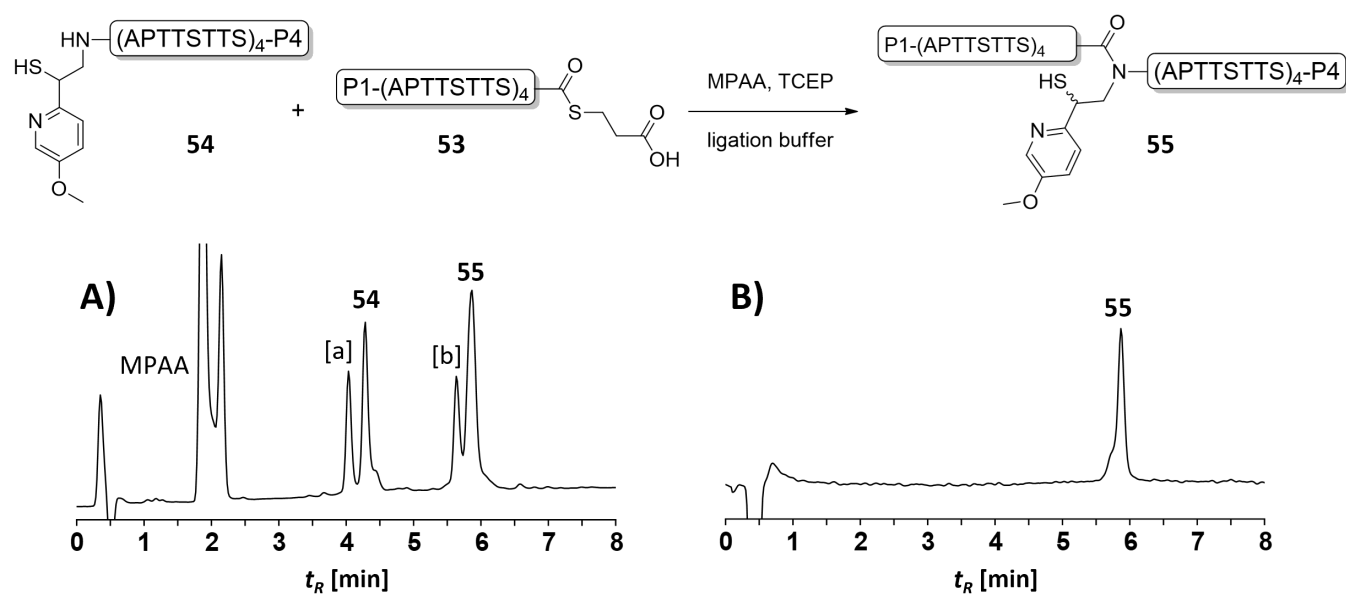 HN (APTTSTTS)4-P4
HS
N
O
54
+
P1-(APTTSTTS)4
O
S
O
OH
53
MPAA, TCEP
ligation buffer
P1-(APTTSTTS)4
O
N (APTTSTTS)4-P4
HS
N
O
55
A)
MPAA
[a]
54
[b]
55
0 1 2 3 4 5 6 7 8
tR [min]
B)
55
0 1 2 3 4 5 6 7 8
tR [min]